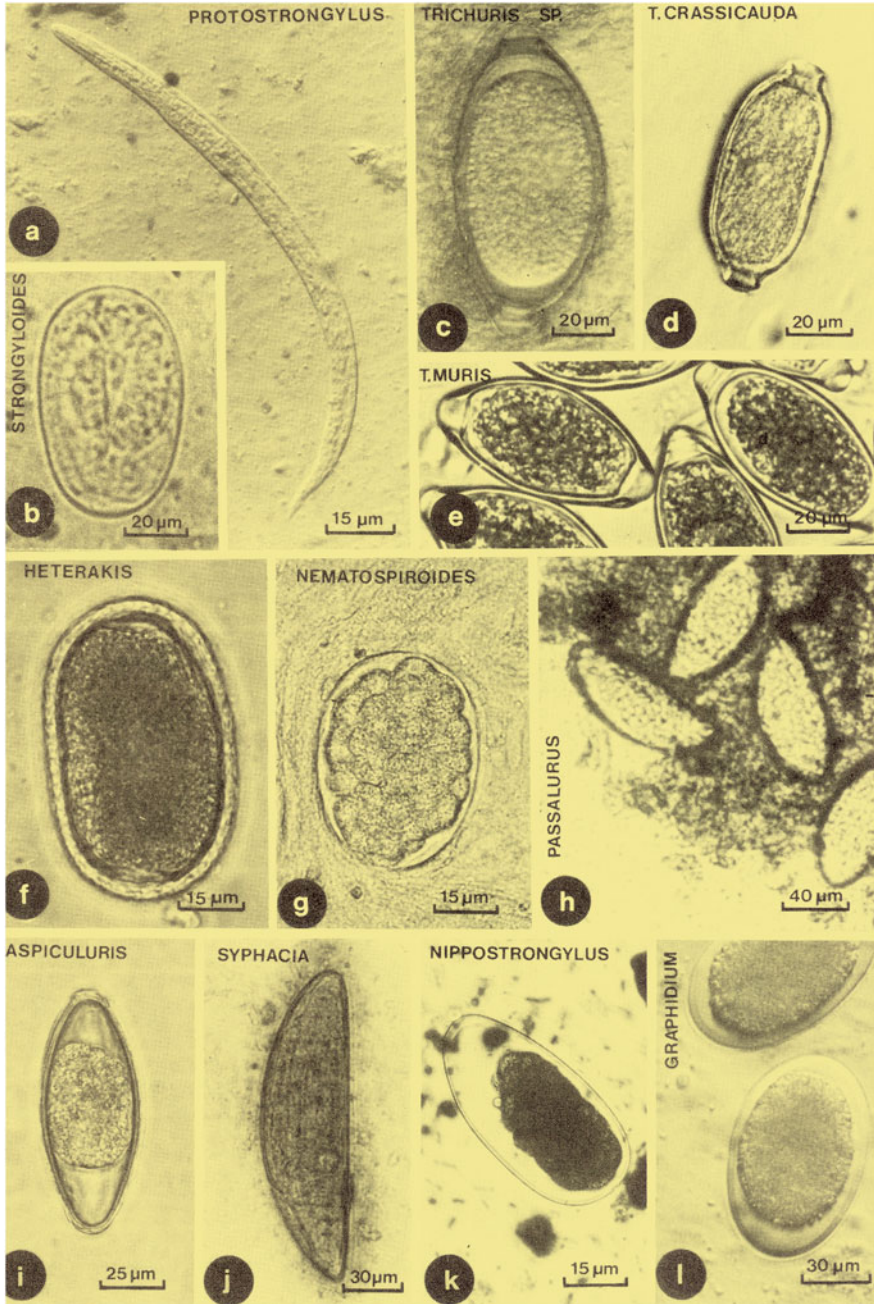 PROTOSTRONGYLUS
a
15 µm
STRONGYLOIDES
b
20 µm
TRICHURIS SP.
c
20 µm
T. CRASSICAUDA
d
20 µm
T.MURIS
e
20 µm
HETERAKIS
f
15 µm
NEMATOSPIROIDES
g
15 µm
PASSALURUS
h
40 µm
ASPICULURIS
i
25 µm
SYPHACIA
j
30µm
NIPPOSTRONGYLUS
k
15 µm
GRAPHIDIUM
l
30 µm